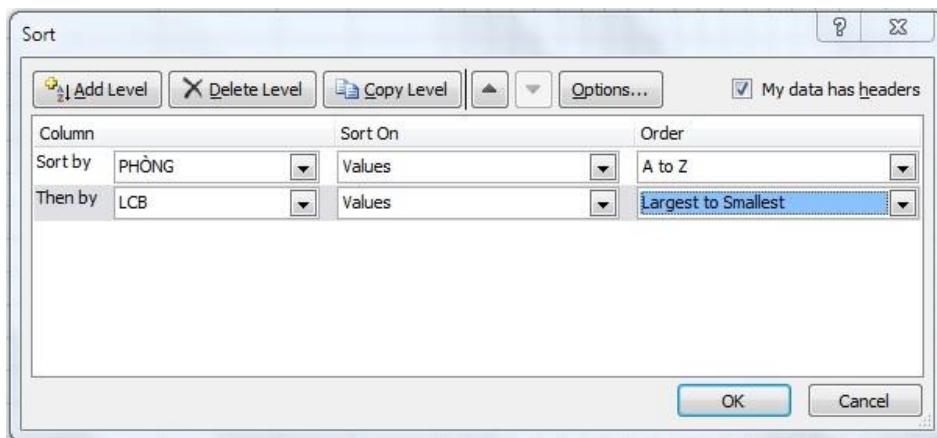 Sort
Add Level Delete Level Copy Level Options... My data has headers
Column Sort On Order
Sort by PHÒNG Values A to Z
Then by LCB Values Largest to Smallest
OK Cancel